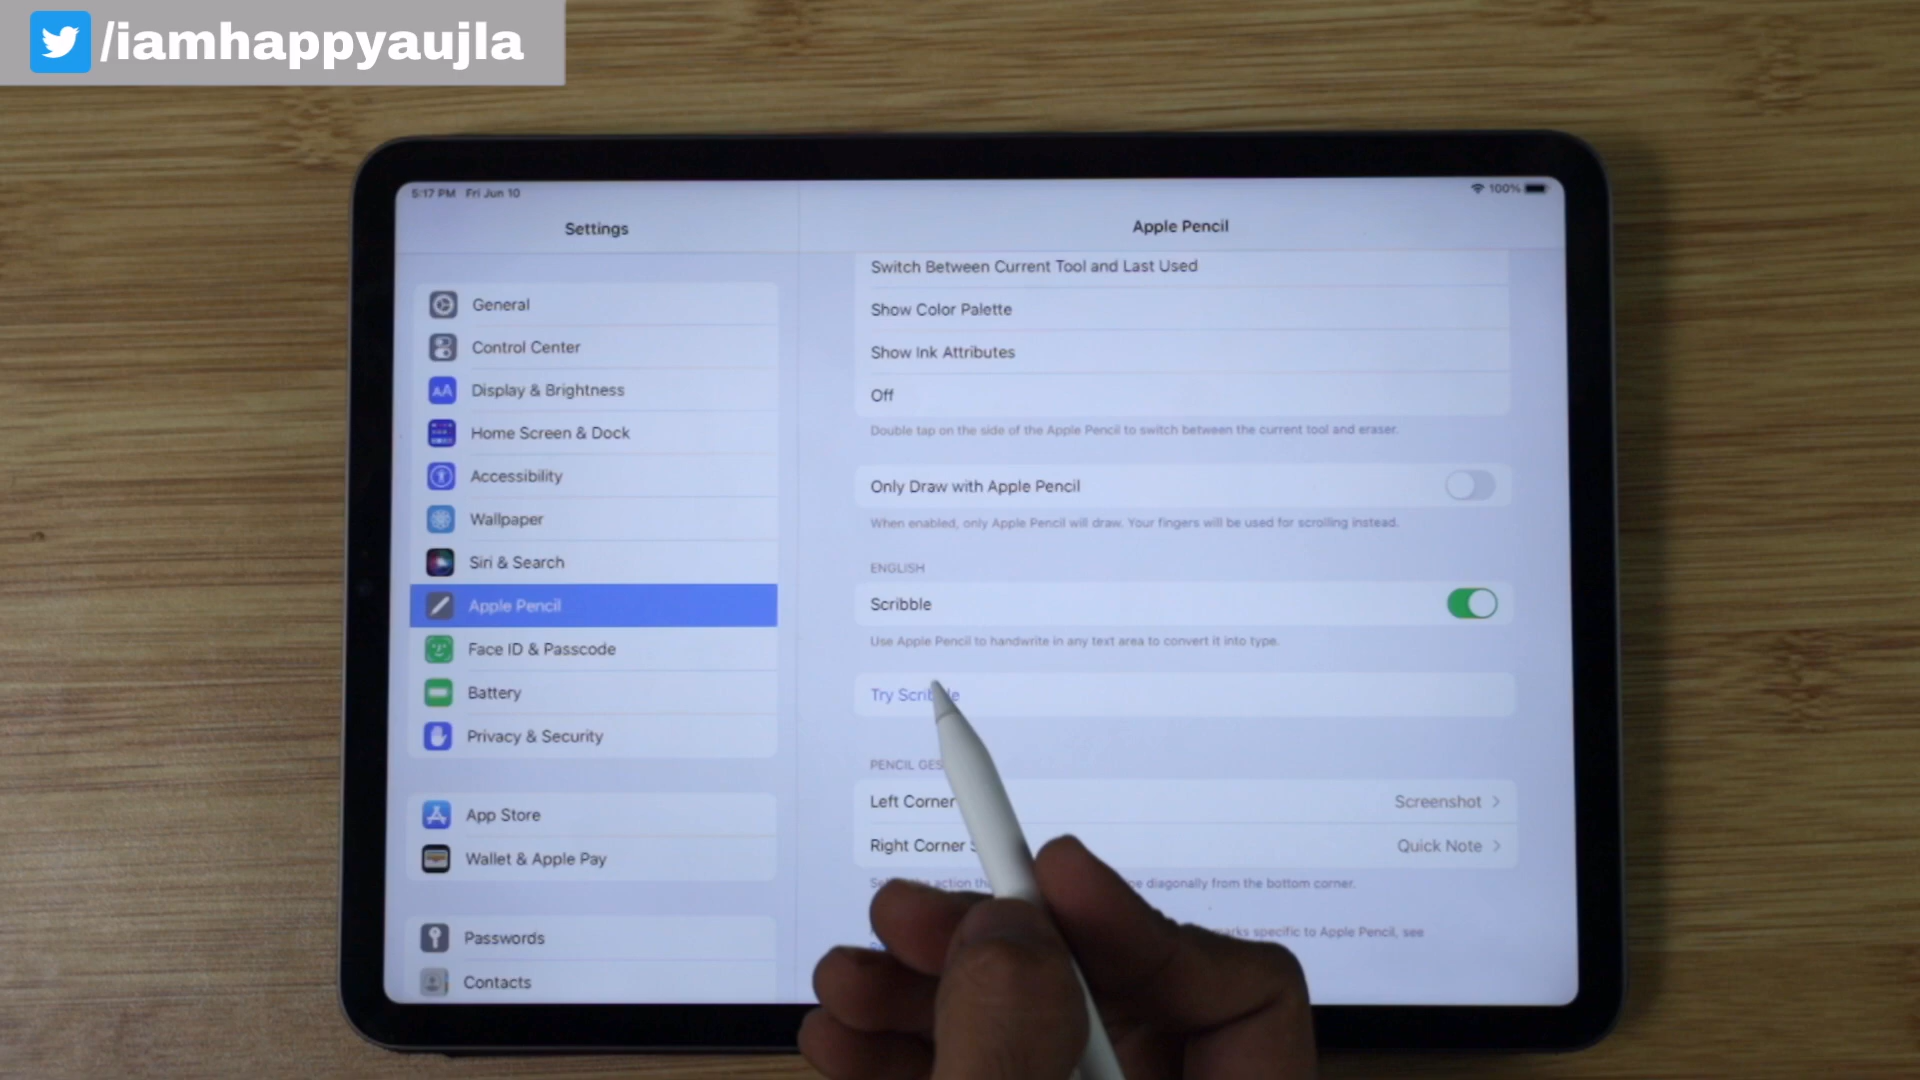 /iamhappyaujla
5:17 PM Fri Jun 10
100%
Settings
General
Control Center
Display & Brightness
Home Screen & Dock
Accessibility
Wallpaper
Siri & Search
Apple Pencil
Face ID & Passcode
Battery
Privacy & Security
App Store
Wallet & Apple Pay
Passwords
Contacts
Apple Pencil
Switch Between Current Tool and Last Used
Show Color Palette
Show Ink Attributes
Off
Double tap on the side of the Apple Pencil to switch between the current tool and eraser.
Only Draw with Apple Pencil
When enabled, only Apple Pencil will draw. Your fingers will be used for scrolling instead.
ENGLISH
Scribble
Use Apple Pencil to handwrite in any text area to convert it into type.
Try Scribble
PENCIL
Left Corner
Screenshot
Right Corner
Quick Note
action diagonally from the bottom corner.
specific to Apple Pencil, see